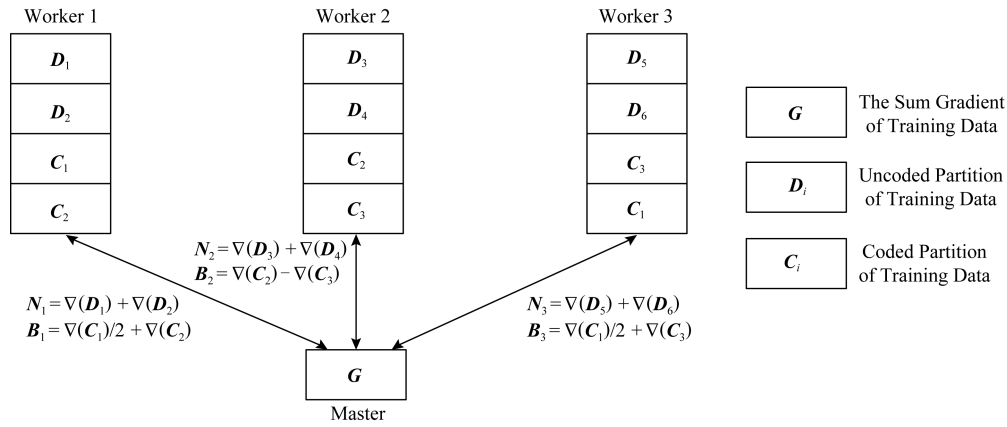 Worker 1
Worker 2
Worker 3
D₁
D₂
C₁
C₂
D₃
D₄
C₂
C₃
D₅
D₆
C₃
C₁
G
The Sum Gradient
of Training Data
Dᵢ
Uncoded Partition
of Training Data
Cᵢ
Coded Partition
of Training Data
N₂ = ∇(D₃) + ∇(D₄)
B₂ = ∇(C₂) − ∇(C₃)
N₁ = ∇(D₁) + ∇(D₂)
B₁ = ∇(C₁)/2 + ∇(C₂)
N₃ = ∇(D₅) + ∇(D₆)
B₃ = ∇(C₁)/2 + ∇(C₃)
G
Master